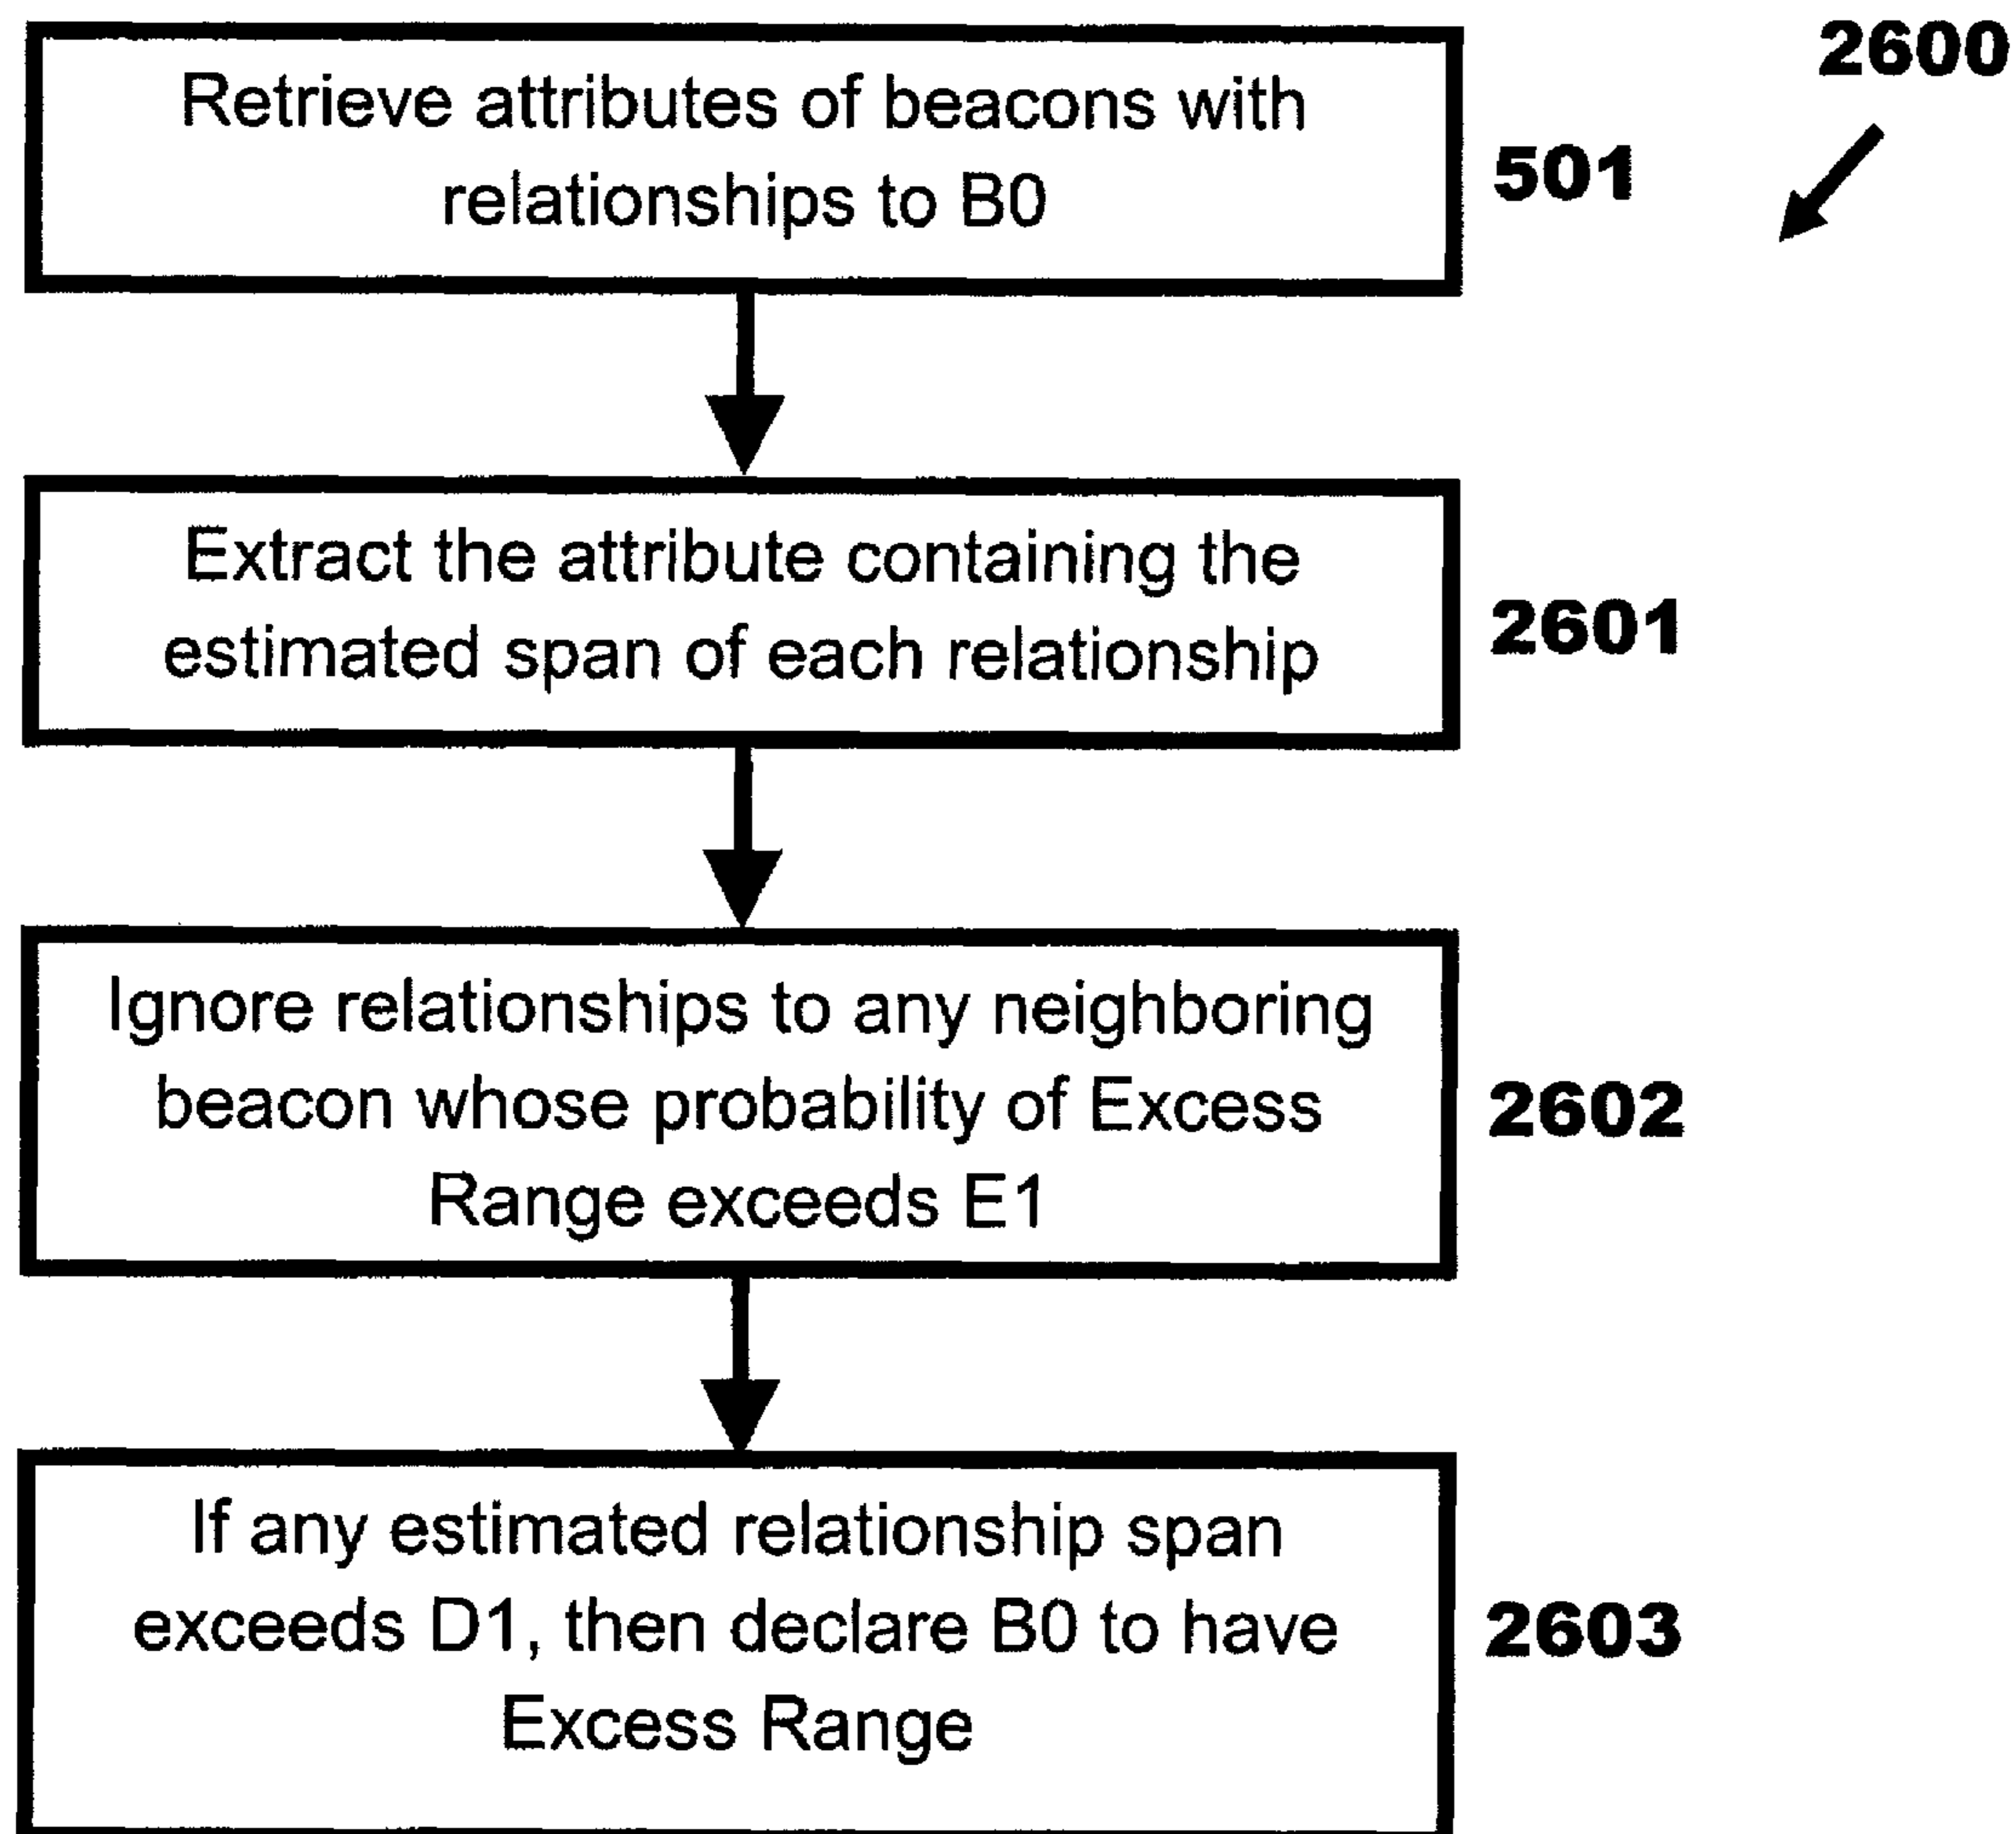 2600
Retrieve attributes of beacons with
relationships to B0
501
Extract the attribute containing the
estimated span of each relationship
2601
Ignore relationships to any neighboring
beacon whose probability of Excess
Range exceeds E1
2602
If any estimated relationship span
exceeds D1, then declare B0 to have
Excess Range
2603